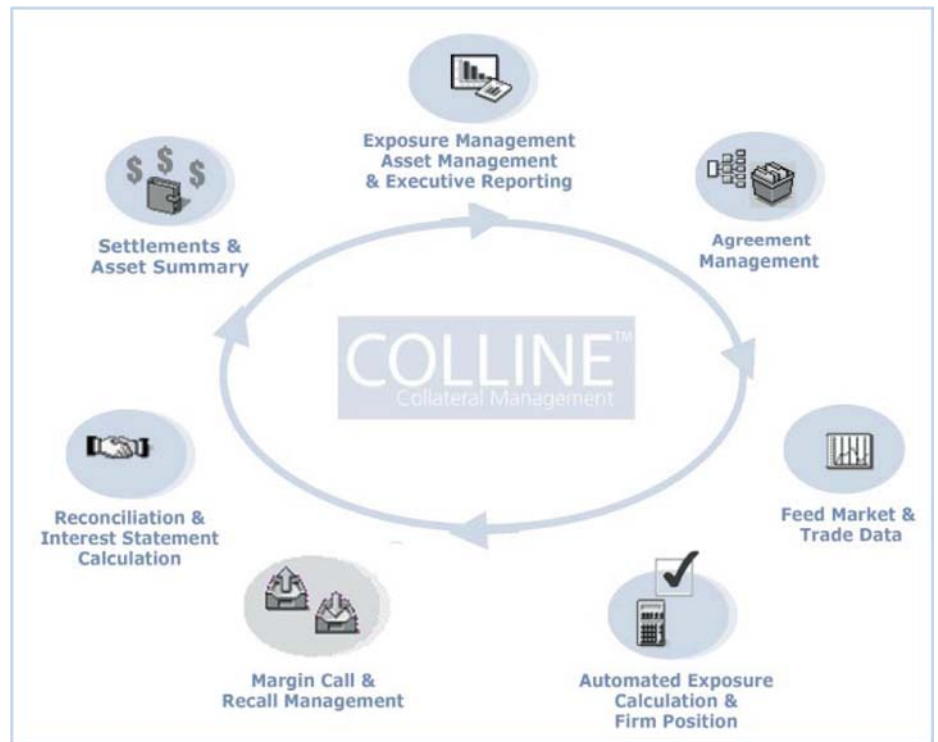 Exposure Management
Asset Management
& Executive Reporting
Settlements &
Asset Summary
Agreement
Management
COLLINE™
Collateral Management
Reconciliation &
Interest Statement
Calculation
Feed Market &
Trade Data
Margin Call &
Recall Management
Automated Exposure
Calculation &
Firm Position